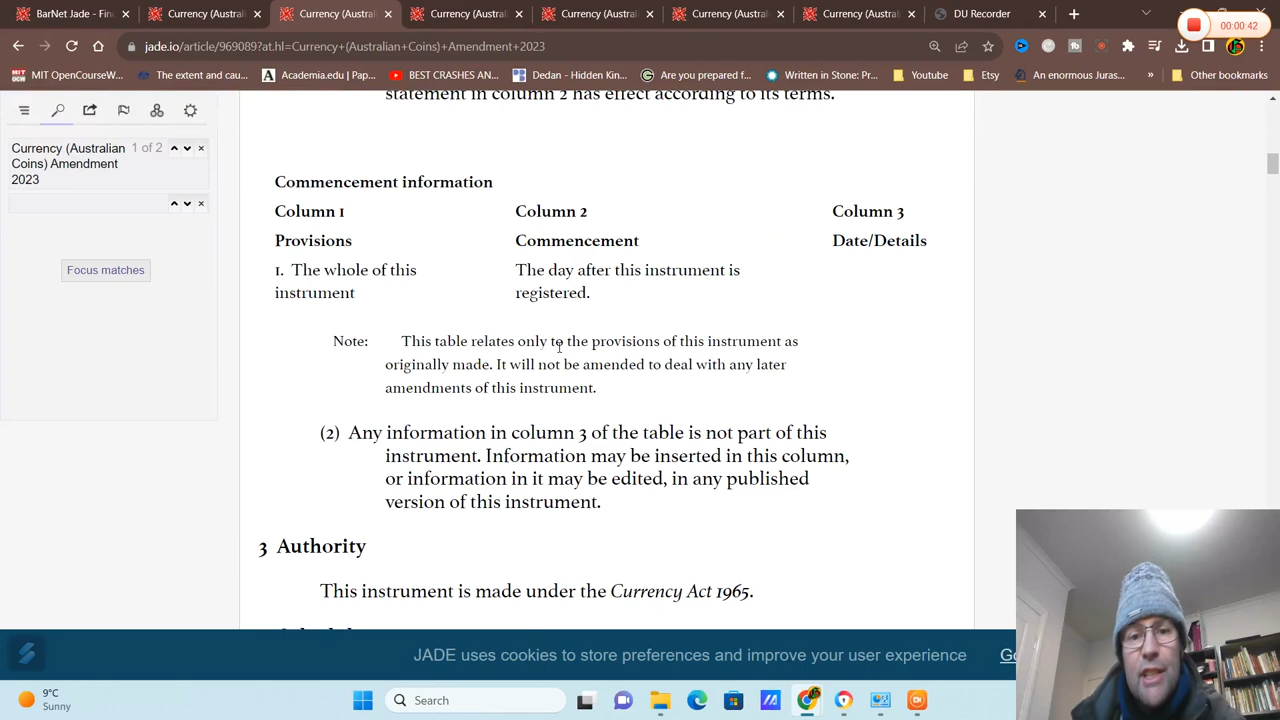 BarNet Jade - Fin
Currency (Austral
Currency (Austral
Currency (Austral
Currency (Austral
Currency (Austral
Currency (Austral
DU Recorder
00:00:42
jade.io/article/969089?at.hl=Currency+(Australian+Coins)+Amendment+2023
MIT OpenCourseW...
The extent and cau...
Academia.edu | Pap...
BEST CRASHES AN...
Dedan - Hidden Kin...
Are you prepared f...
Written in Stone: Pr...
Youtube
Etsy
An enormous Juras...
»
Other bookmarks
Currency (Australian
Coins) Amendment
2023
1 of 2
Focus matches
statement in column 2 has effect according to its terms.
Commencement information
Column 1 Column 2 Column 3
Provisions Commencement Date/Details
1. The whole of this The day after this instrument is
instrument registered.
Note: This table relates only to the provisions of this instrument as
originally made. It will not be amended to deal with any later
amendments of this instrument.
(2) Any information in column 3 of the table is not part of this
instrument. Information may be inserted in this column,
or information in it may be edited, in any published
version of this instrument.
3 Authority
This instrument is made under the Currency Act 1965.
JADE uses cookies to store preferences and improve your user experience
9°C
Sunny
Search